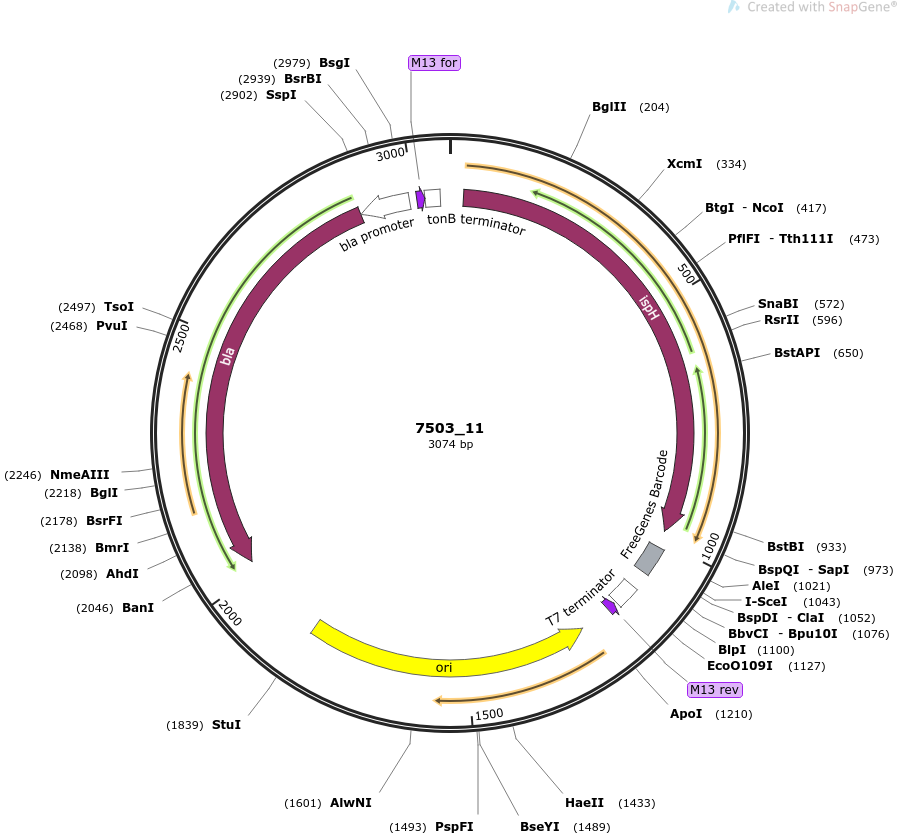 Created with SnapGene®
(2979) BsgI
(2939) BsrBI
(2902) SspI
M13 for
BglII (204)
XcmI (334)
BtgI - NcoI (417)
PflFI - Tth111I (473)
SnaBI (572)
RsrII (596)
BstAPI (650)
BstBI (933)
BspQI - SapI (973)
AleI (1021)
I-SceI (1043)
BspDI - ClaI (1052)
BbvCI - Bpu10I (1076)
BlpI (1100)
EcoO109I (1127)
M13 rev
ApoI (1210)
HaeII (1433)
BseYI (1489)
(1493) PspFI
(1601) AlwNI
(1839) StuI
(2046) BanI
(2098) AhdI
(2138) BmrI
(2178) BsrFI
(2218) BglI
(2246) NmeAIII
(2468) PvuI
(2497) TsoI
3000
500
1000
1500
2000
2500
bla promoter
tonB terminator
ispH
FreeGenes Barcode
T7 terminator
ori
bla
7503_11
3074 bp